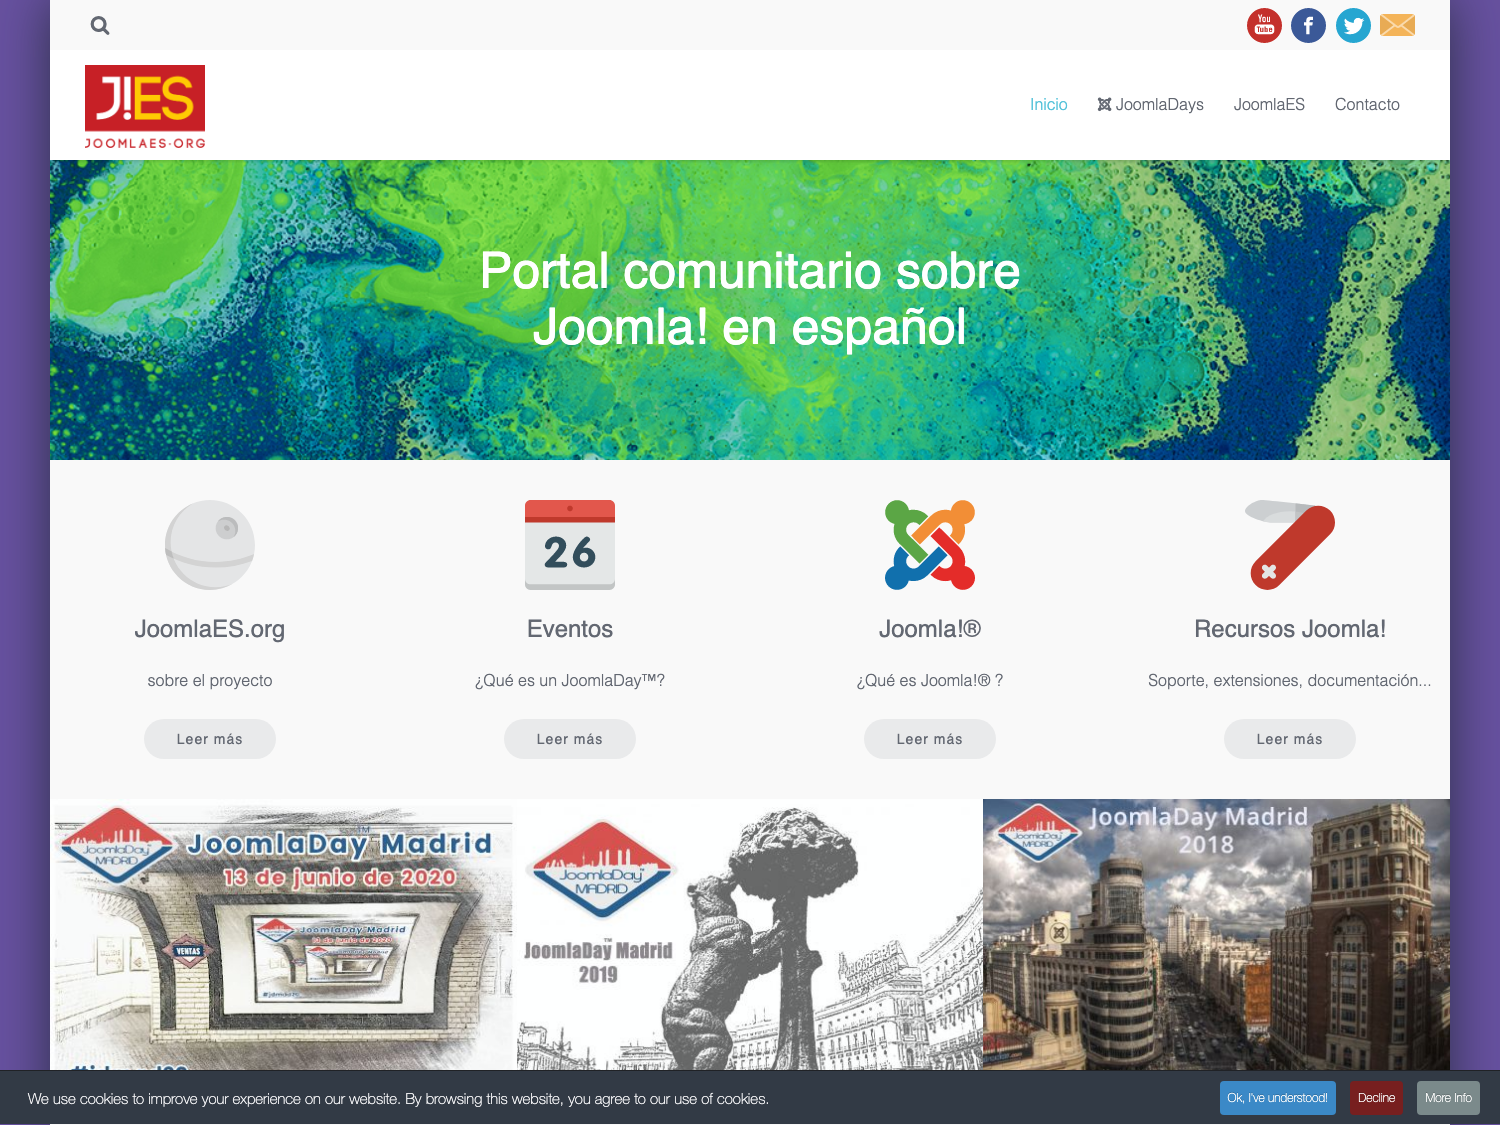 You
Tube
J!ES
JOOMLAES·ORG
Inicio
JoomlaDays
JoomlaES
Contacto
Portal comunitario sobre
Joomla! en español
26
JoomlaES.org
Eventos
Joomla!®
Recursos Joomla!
sobre el proyecto
¿Qué es un JoomlaDay™?
¿Qué es Joomla!® ?
Soporte, extensiones, documentación...
Leer más
Leer más
Leer más
Leer más
JoomlaDay
MADRID
JoomlaDay™ Madrid
13 de junio de 2020
VENTAS
JoomlaDay Madrid
13 de junio de 2020
JoomlaDay™
MADRID
JoomlaDay™ Madrid
2019
JoomlaDay
MADRID
JoomlaDay Madrid
2018
We use cookies to improve your experience on our website. By browsing this website, you agree to our use of cookies.
Ok, I've understood!
Decline
More Info